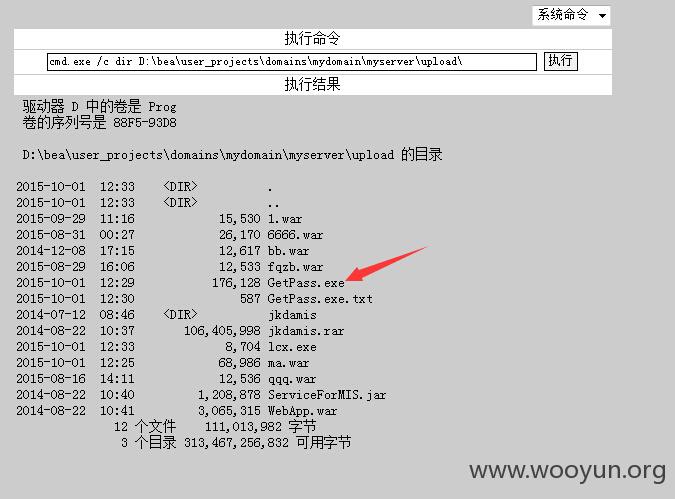 系统命令
执行命令
cmd.exe /c dir D:\bea\user_projects\domains\mydomain\myserver\upload\ 执行
执行结果
驱动器 D 中的卷是 Prog
卷的序列号是 88F5-93D8
D:\bea\user_projects\domains\mydomain\myserver\upload 的目录
2015-10-01 12:33 <DIR> .
2015-10-01 12:33 <DIR> ..
2015-09-29 11:16 15,530 1.war
2015-08-31 00:27 26,170 6666.war
2014-12-08 17:15 12,617 bb.war
2015-08-29 16:06 12,533 fqzb.war
2015-10-01 12:29 176,128 GetPass.exe
2015-10-01 12:30 587 GetPass.exe.txt
2014-07-12 08:46 <DIR> jkdamis
2014-08-22 10:37 106,405,998 jkdamis.rar
2015-10-01 12:33 8,704 lcx.exe
2015-10-01 12:25 68,986 ma.war
2015-08-16 14:11 12,536 qqq.war
2014-08-22 10:40 1,208,878 ServiceForMIS.jar
2014-08-22 10:41 3,065,315 WebApp.war
12 个文件 111,013,982 字节
3 个目录 313,467,256,832 可用字节
www.wooyun.org